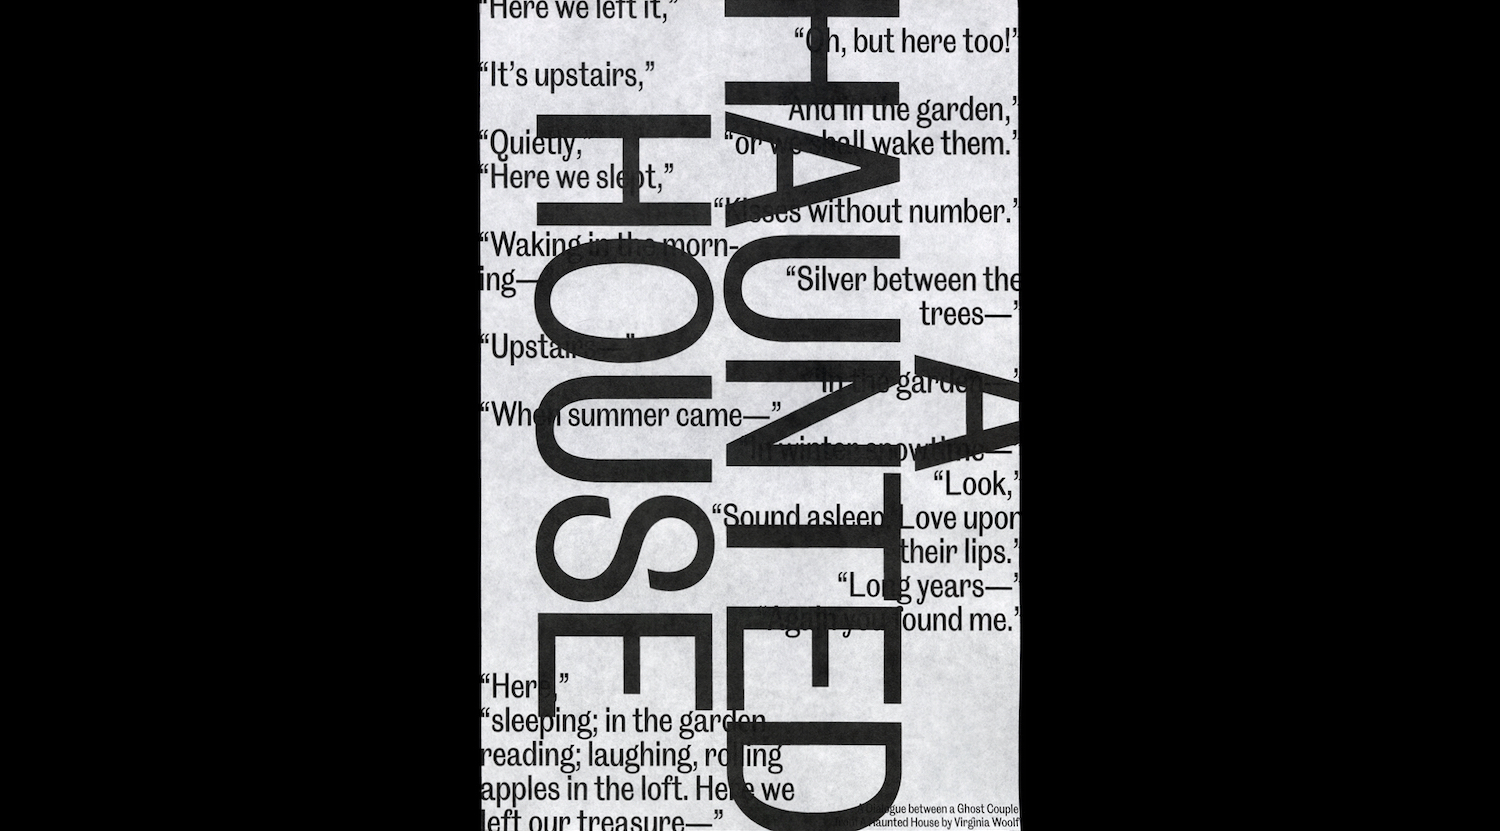 A
HAUNTED
HOUSE
“Here we left it,”
“Oh, but here too!”
“It’s upstairs,”
“And in the garden,”
“Quietly,”
“or we shall wake them.”
“Here we slept,”
“Kisses without number.”
“Waking in the morn-
ing—
“Silver between the
trees—”
“Upstairs—”
“In the garden—”
“When summer came—”
“In winter snowtime—”
“Look,”
“Sound asleep. Love upon
their lips.”
“Long years—”
“Again you found me.”
“Here,”
“sleeping; in the garden
reading; laughing, rolling
apples in the loft. Here we
left our treasure—”
A Dialogue between a Ghost Couple
A Haunted House by Virginia Woolf